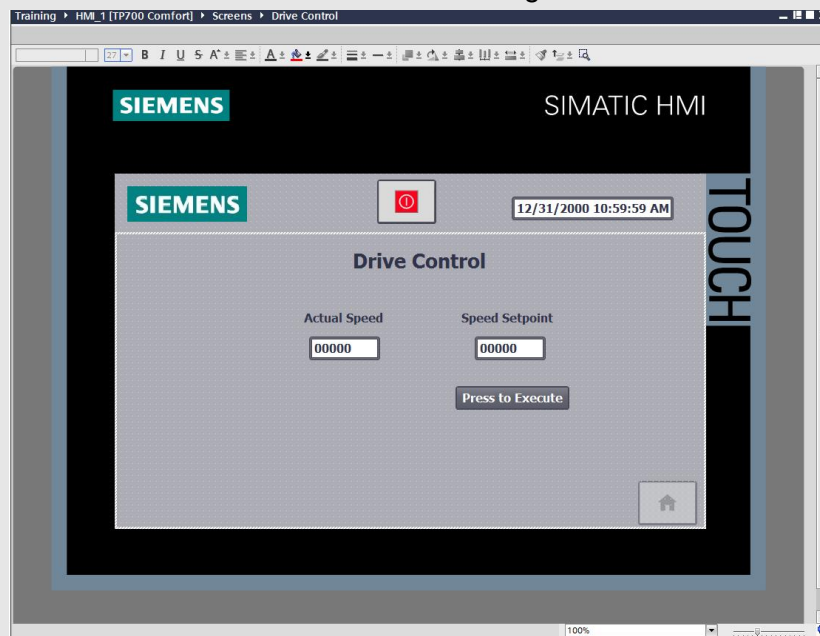 Training ▸ HMI_1 [TP700 Comfort] ▸ Screens ▸ Drive Control
27 B I U S A
SIEMENS
SIMATIC HMI
SIEMENS
12/31/2000 10:59:59 AM
TOUCH
Drive Control
Actual Speed Speed Setpoint
00000 00000
Press to Execute
100%